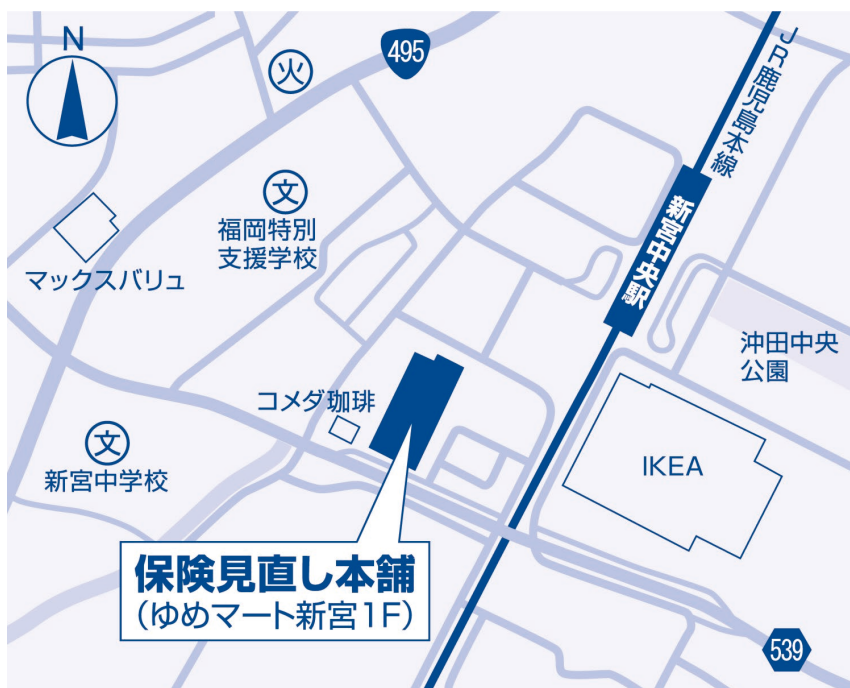 N
火
495
JR鹿児島本線
文
福岡特別
支援学校
マックスバリュ
新宮中央駅
沖田中央
公園
コメダ珈琲
文
新宮中学校
IKEA
保険見直し本舗
(ゆめマート新宮1F)
539